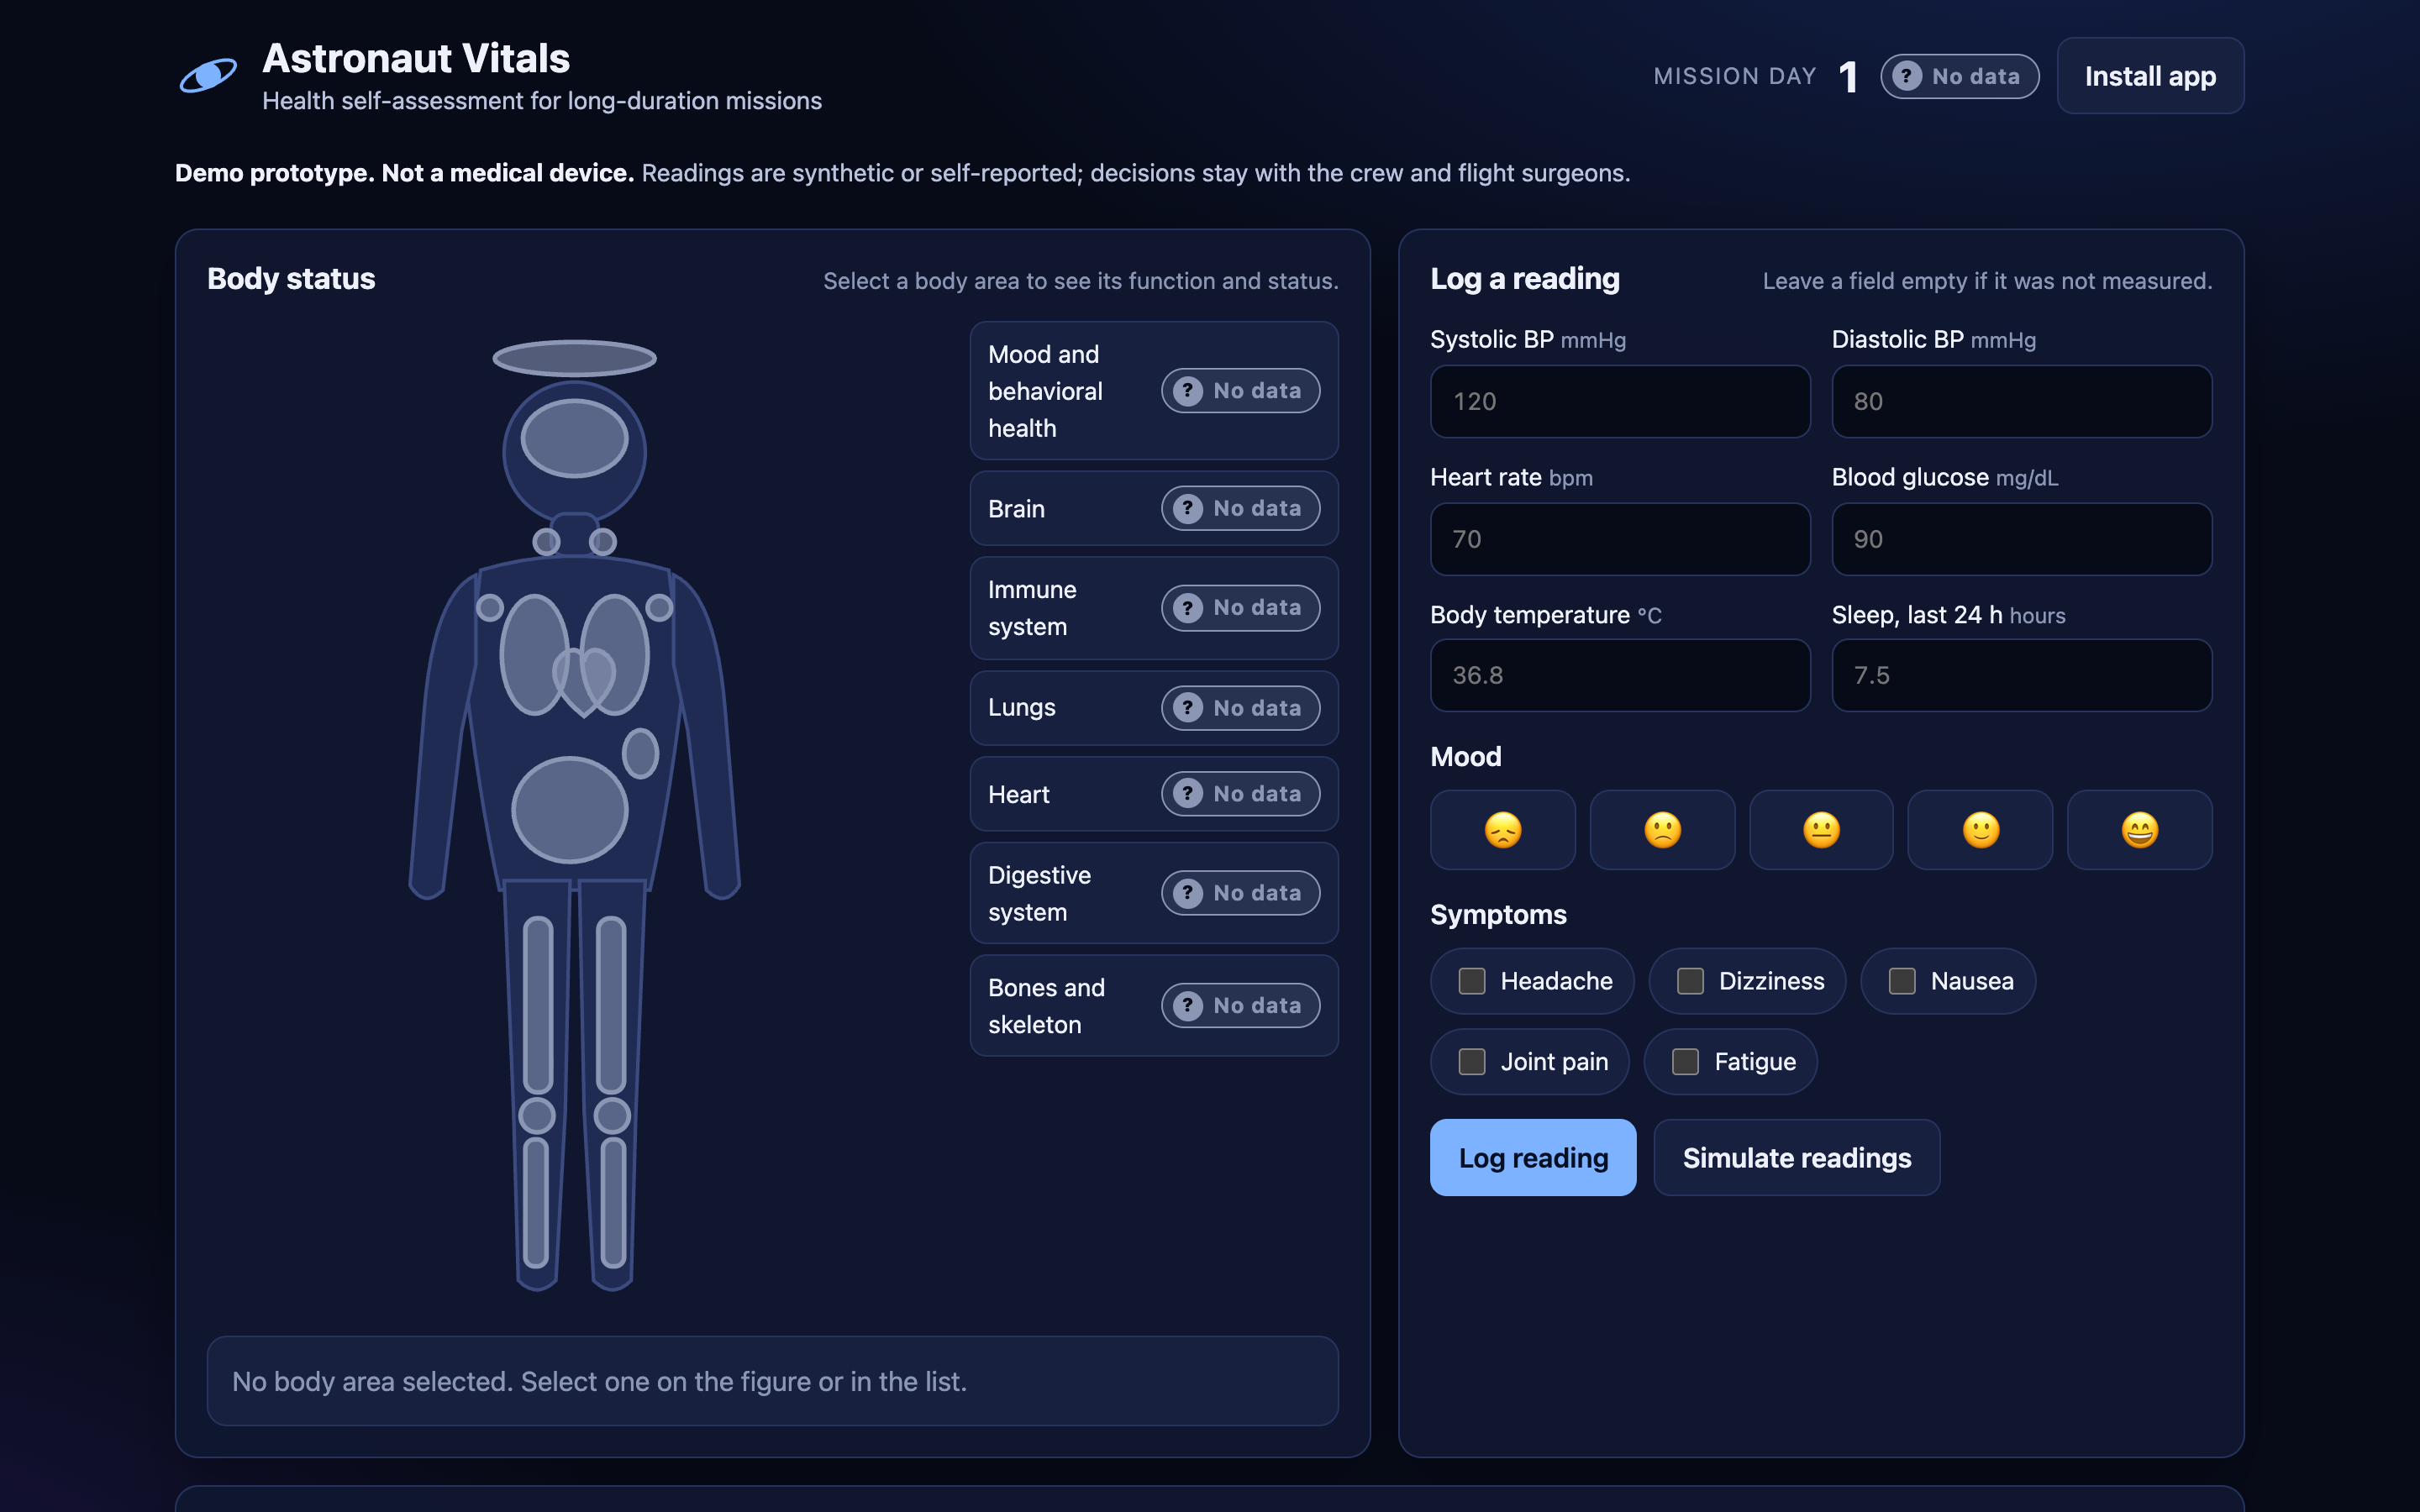 Astronaut Vitals
Health self-assessment for long-duration missions
MISSION DAY 1
? No data
Install app
Demo prototype. Not a medical device. Readings are synthetic or self-reported; decisions stay with the crew and flight surgeons.
Body status
Select a body area to see its function and status.
Mood and
behavioral
health
? No data
Brain
? No data
Immune
system
? No data
Lungs
? No data
Heart
? No data
Digestive
system
? No data
Bones and
skeleton
? No data
No body area selected. Select one on the figure or in the list.
Log a reading
Leave a field empty if it was not measured.
Systolic BP mmHg
120
Diastolic BP mmHg
80
Heart rate bpm
70
Blood glucose mg/dL
90
Body temperature °C
36.8
Sleep, last 24 h hours
7.5
Mood
Symptoms
Headache
Dizziness
Nausea
Joint pain
Fatigue
Log reading
Simulate readings